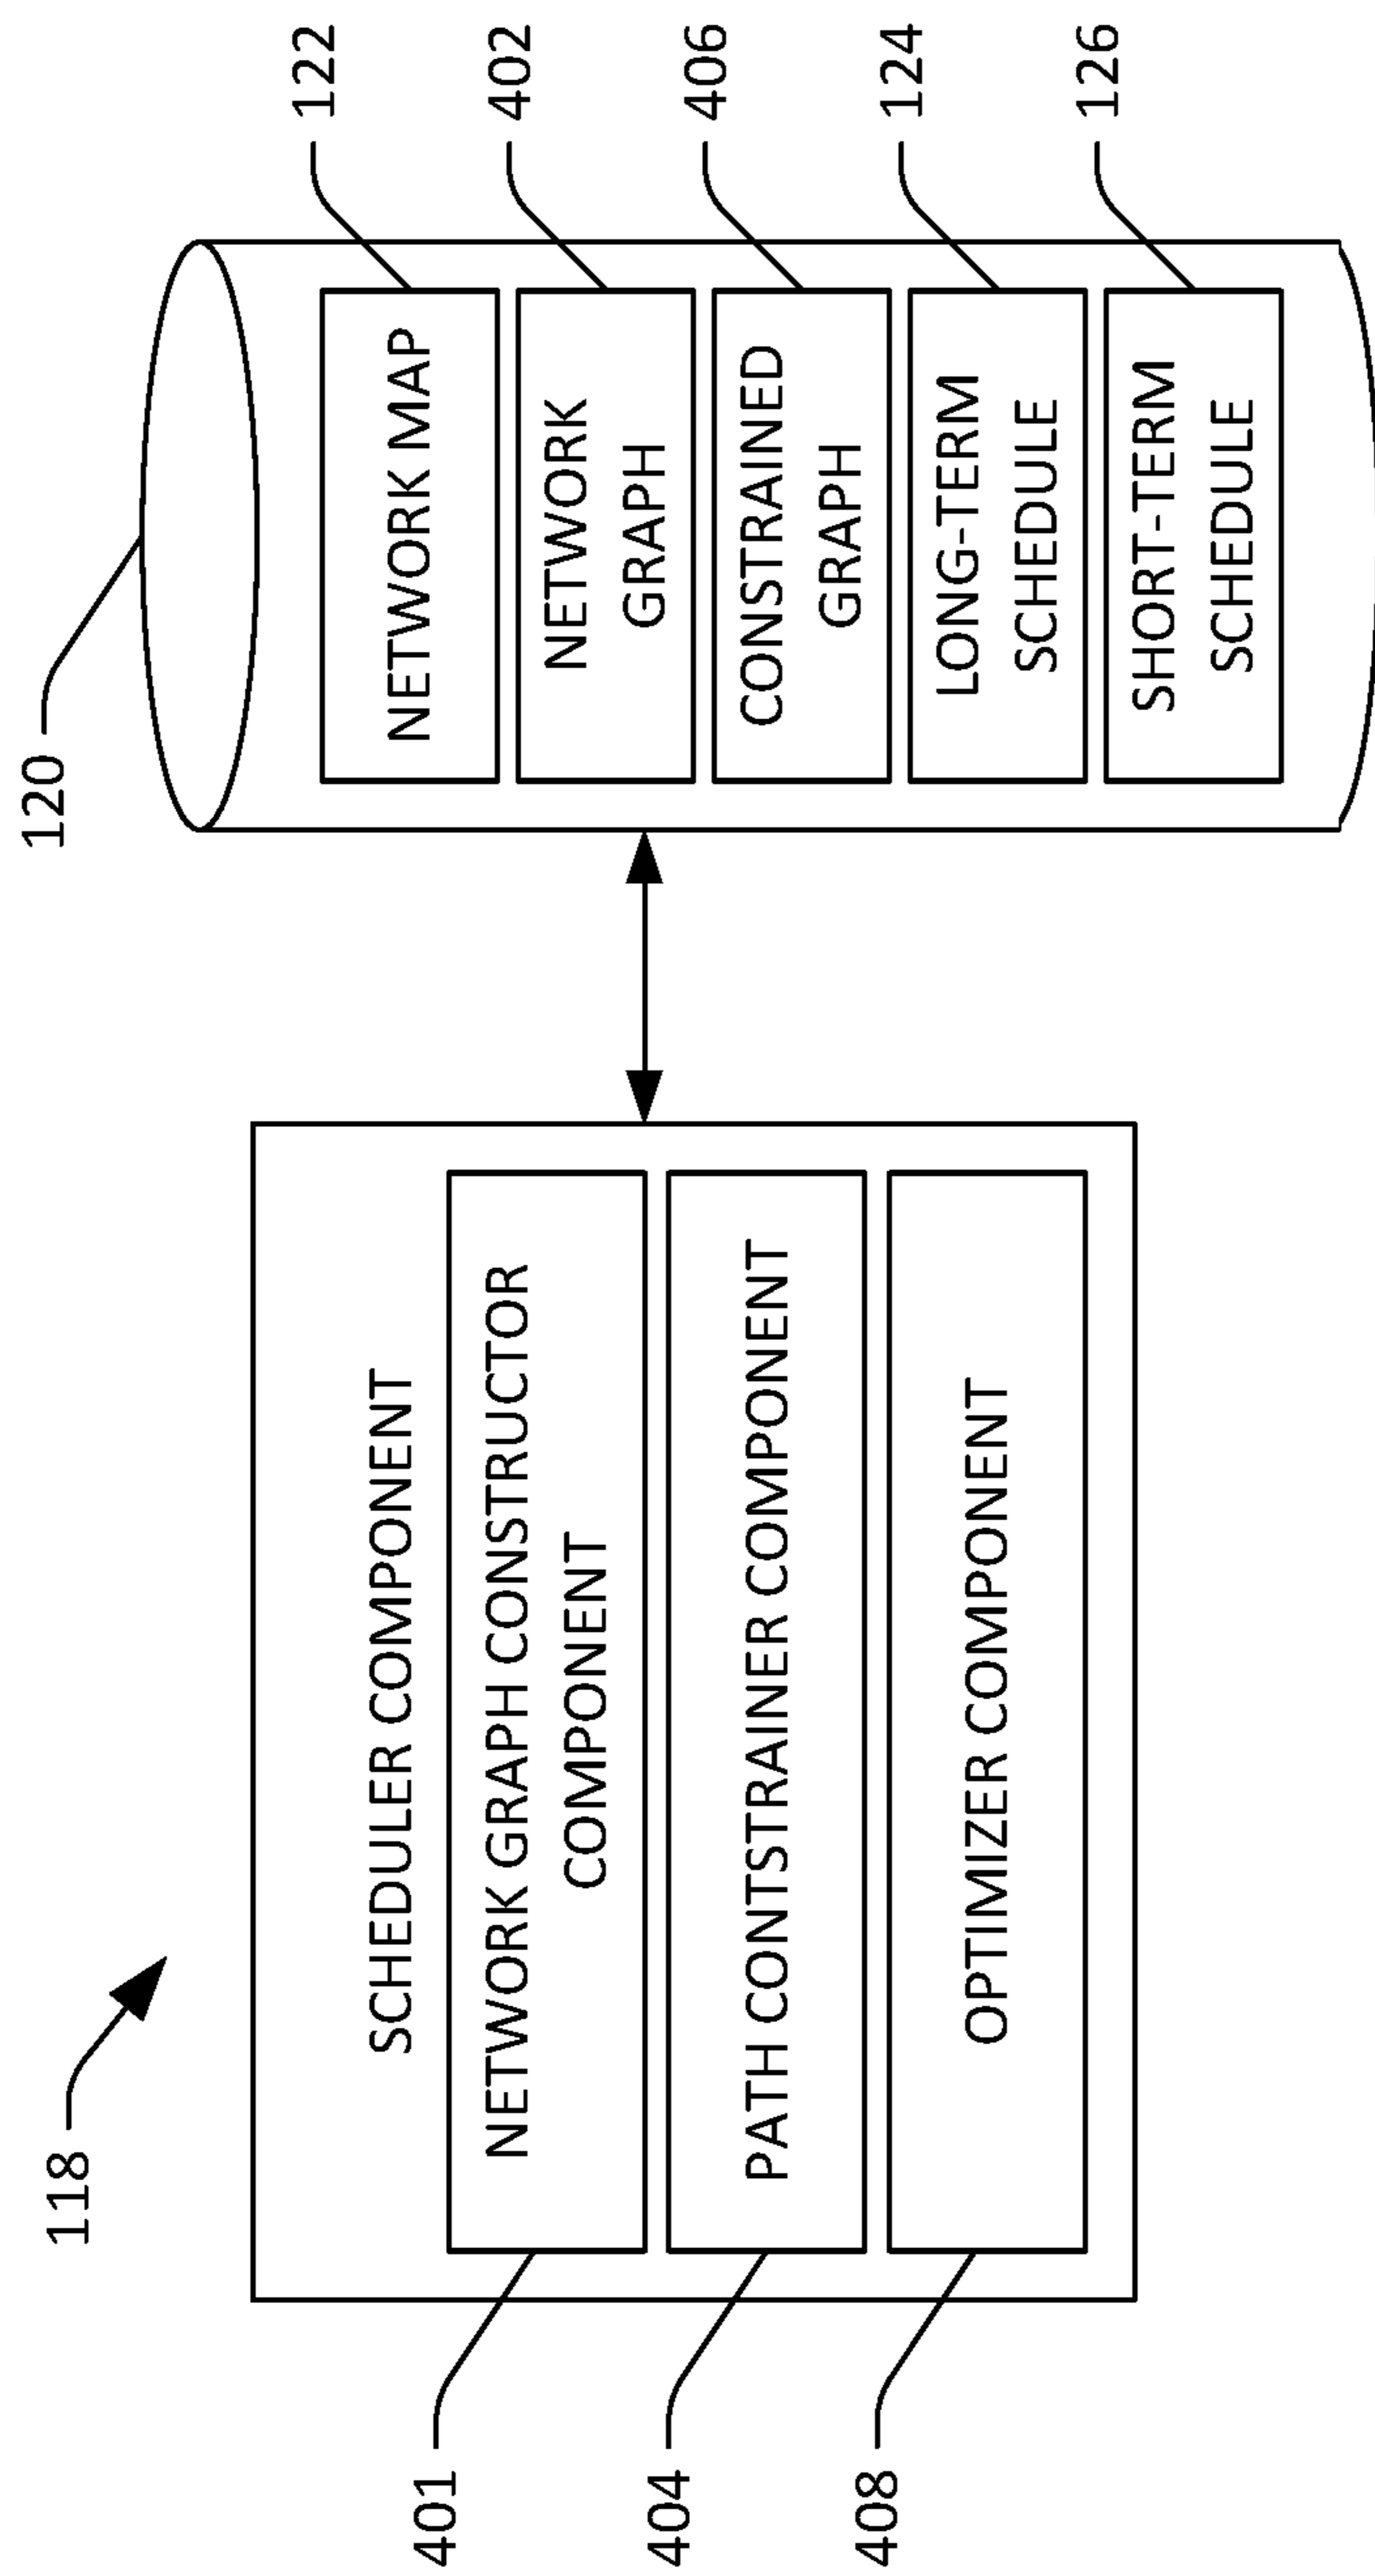 118
SCHEDULER COMPONENT
401
NETWORK GRAPH CONSTRUCTOR
COMPONENT
404
PATH CONTSTRAINER COMPONENT
408
OPTIMIZER COMPONENT
120
NETWORK MAP
122
NETWORK
GRAPH
402
CONSTRAINED
GRAPH
406
LONG-TERM
SCHEDULE
124
SHORT-TERM
SCHEDULE
126